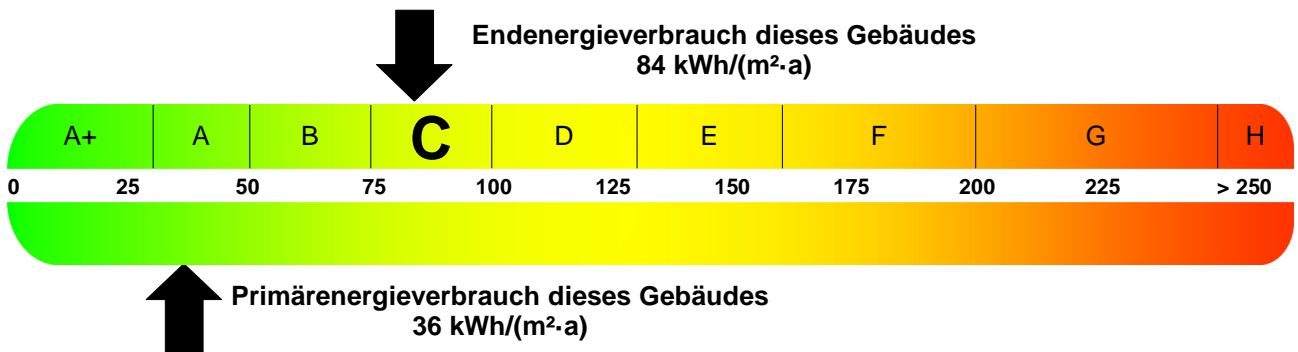 Endenergieverbrauch dieses Gebäudes
84 kWh/(m²·a)
A+ A B C D E F G H
0 25 50 75 100 125 150 175 200 225 > 250
Primärenergieverbrauch dieses Gebäudes
36 kWh/(m²·a)